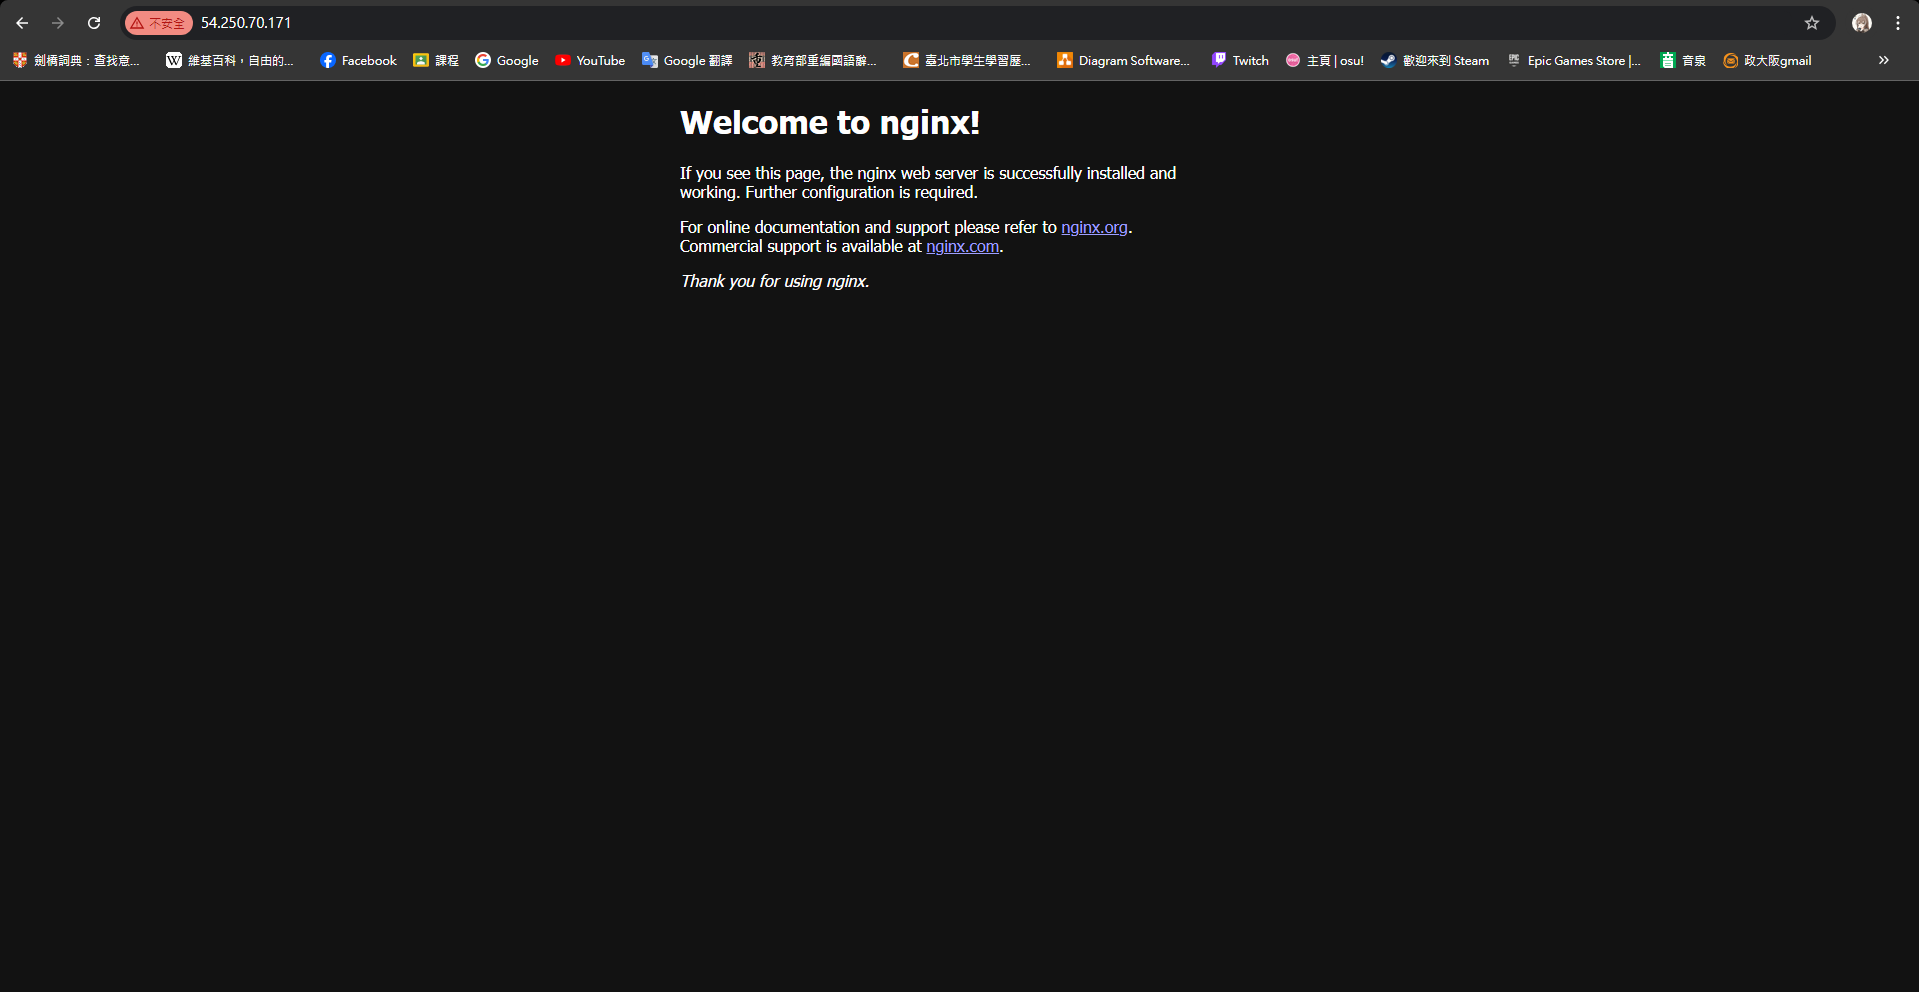 不安全 54.250.70.171
劍橋詞典：查找意... 維基百科，自由的... Facebook 課程 Google YouTube Google 翻譯 教育部重編國語辭... 臺北市學生學習歷... Diagram Software... Twitch 主頁 | osu! 歡迎來到 Steam Epic Games Store |... 音泉 政大阪gmail
Welcome to nginx!
If you see this page, the nginx web server is successfully installed and
working. Further configuration is required.
For online documentation and support please refer to nginx.org.
Commercial support is available at nginx.com.
Thank you for using nginx.